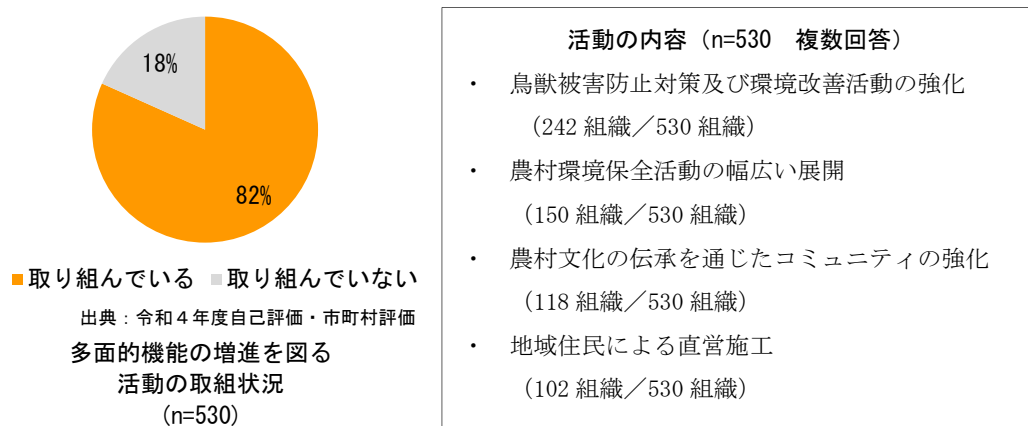 18%
82%
■取り組んでいる ■取り組んでいない
出典：令和４年度自己評価・市町村評価
多面的機能の増進を図る
活動の取組状況
(n=530)
活動の内容（n=530　複数回答）
・ 鳥獣被害防止対策及び環境改善活動の強化
（242 組織／530 組織）
・ 農村環境保全活動の幅広い展開
（150 組織／530 組織）
・ 農村文化の伝承を通じたコミュニティの強化
（118 組織／530 組織）
・ 地域住民による直営施工
（102 組織／530 組織）